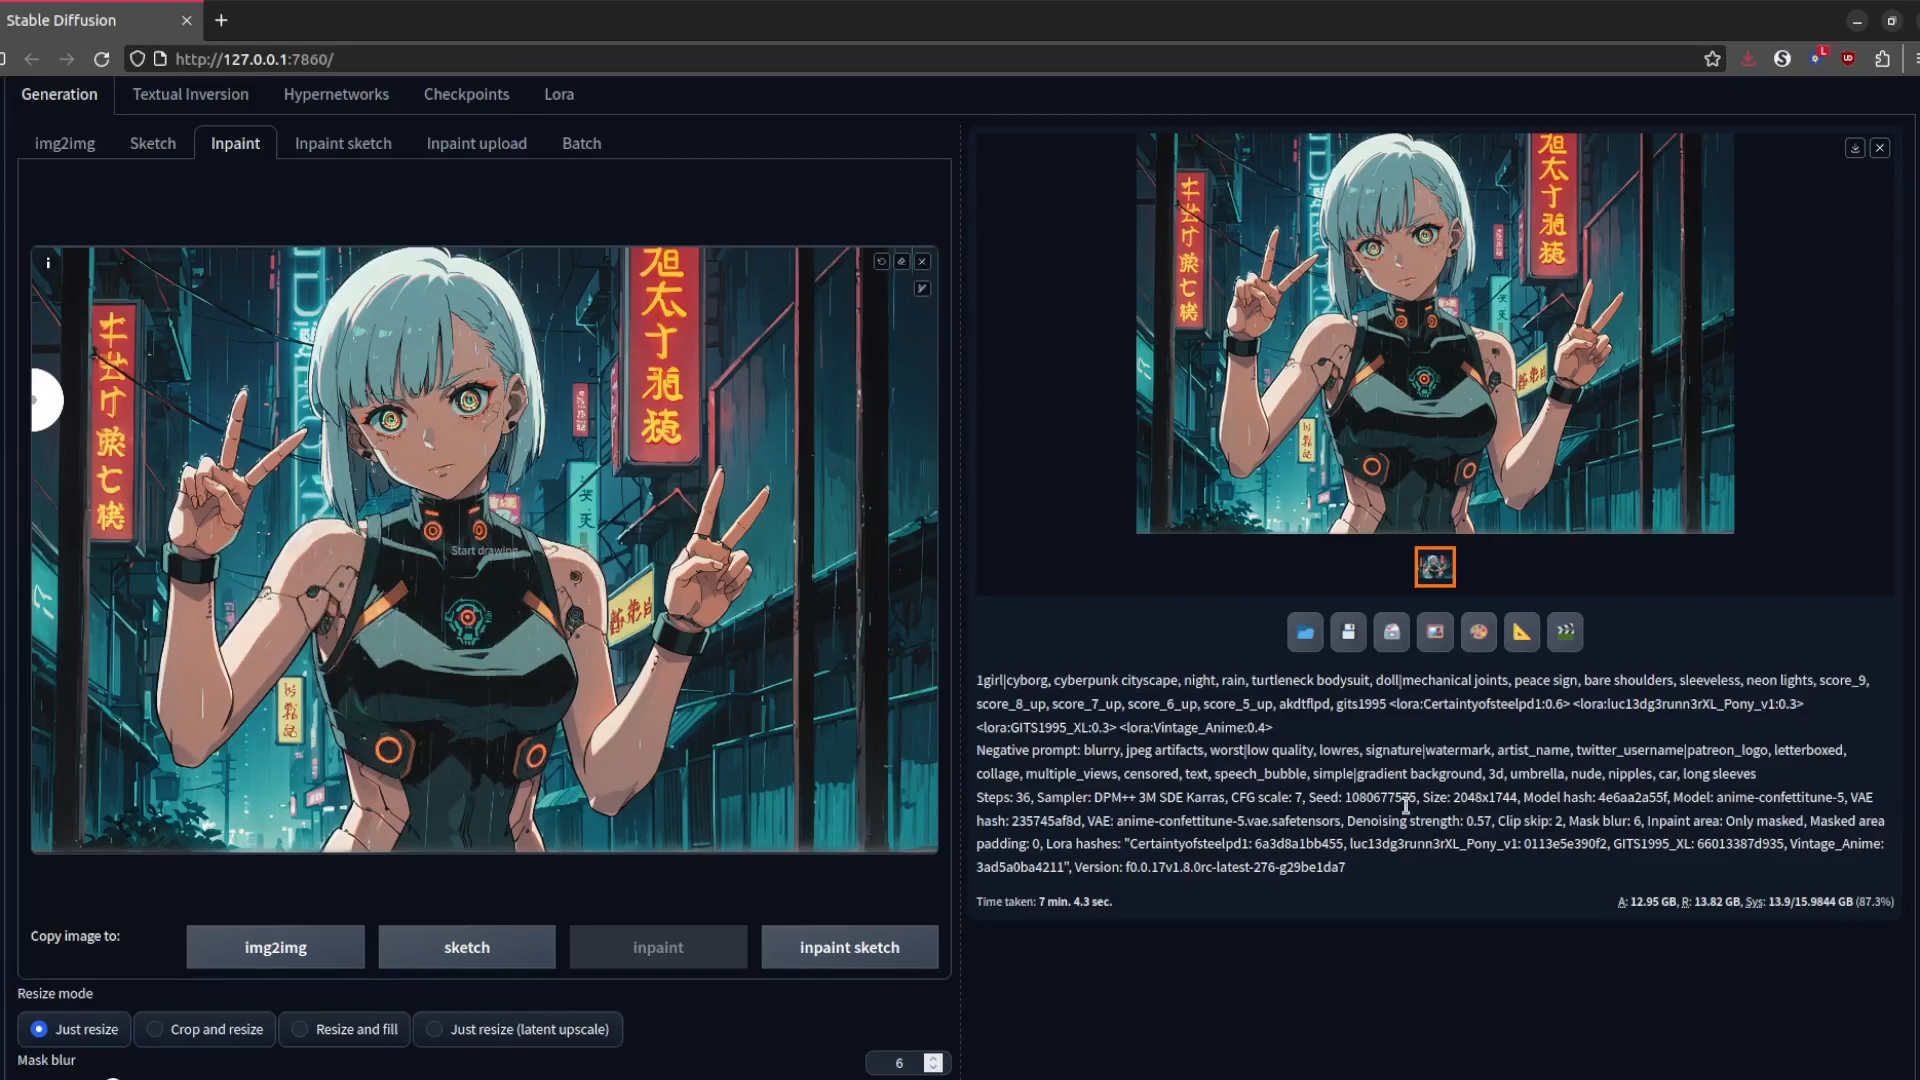 Stable Diffusion
http://127.0.0.1:7860/
Generation
Textual Inversion
Hypernetworks
Checkpoints
Lora
img2img
Sketch
Inpaint
Inpaint sketch
Inpaint upload
Batch
Start drawing
Copy image to:
img2img
sketch
inpaint
inpaint sketch
Resize mode
Just resize
Crop and resize
Resize and fill
Just resize (latent upscale)
Mask blur
6
1girl|cyborg, cyberpunk cityscape, night, rain, turtleneck bodysuit, doll|mechanical joints, peace sign, bare shoulders, sleeveless, neon lights, score_9,
score_8_up, score_7_up, score_6_up, score_5_up, akdtflpd, gits1995 <lora:Certaintyofsteelpd1:0.6> <lora:luc13dg3runn3rXL_Pony_v1:0.3>
<lora:GITS1995_XL:0.3> <lora:Vintage_Anime:0.4>
Negative prompt: blurry, jpeg artifacts, worst|low quality, lowres, signature|watermark, artist_name, twitter_username|patreon_logo, letterboxed,
collage, multiple_views, censored, text, speech_bubble, simple|gradient background, 3d, umbrella, nude, nipples, car, long sleeves
Steps: 36, Sampler: DPM++ 3M SDE Karras, CFG scale: 7, Seed: 1080677575, Size: 2048x1744, Model hash: 4e6aa2a55f, Model: anime-confettitune-5, VAE
hash: 235745af8d, VAE: anime-confettitune-5.vae.safetensors, Denoising strength: 0.57, Clip skip: 2, Mask blur: 6, Inpaint area: Only masked, Masked area
padding: 0, Lora hashes: "Certaintyofsteelpd1: 6a3d8a1bb455, luc13dg3runn3rXL_Pony_v1: 0113e5e390f2, GITS1995_XL: 66013387d935, Vintage_Anime:
3ad5a0ba4211", Version: f0.0.17v1.8.0rc-latest-276-g29be1da7
Time taken: 7 min. 4.3 sec.
A: 12.95 GB, R: 13.82 GB, Sys: 13.9/15.9844 GB (87.3%)